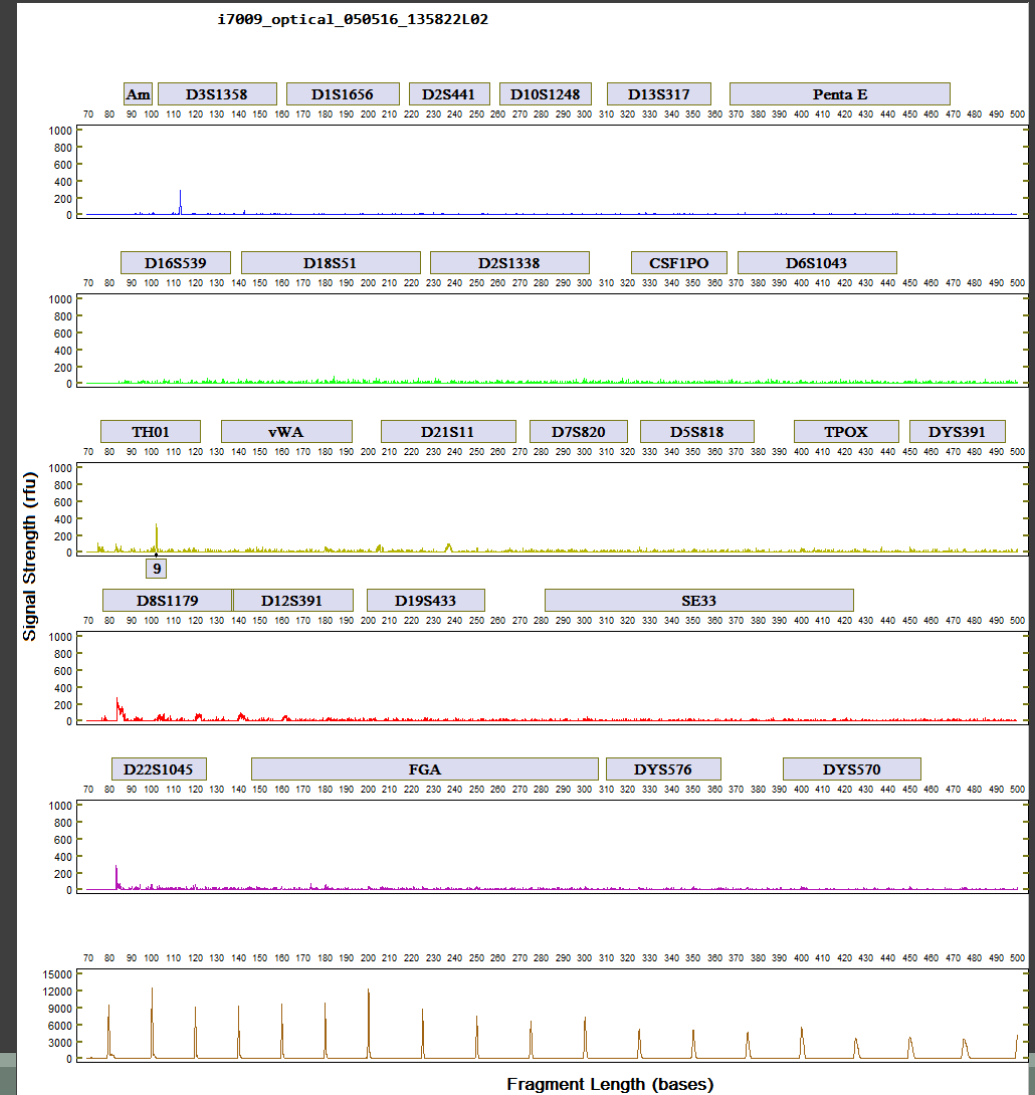 i7009_optical_050516_135822L02
Am D3S1358 D1S1656 D2S441 D10S1248 D13S317 Penta E
70 80 90 100 110 120 130 140 150 160 170 180 190 200 210 220 230 240 250 260 270 280 290 300 310 320 330 340 350 360 370 380 390 400 410 420 430 440 450 460 470 480 490 500
1000
800
600
400
200
0
D16S539 D18S51 D2S1338 CSF1PO D6S1043
70 80 90 100 110 120 130 140 150 160 170 180 190 200 210 220 230 240 250 260 270 280 290 300 310 320 330 340 350 360 370 380 390 400 410 420 430 440 450 460 470 480 490 500
1000
800
600
400
200
0
TH01 vWA D21S11 D7S820 D5S818 TPOX DYS391
70 80 90 100 110 120 130 140 150 160 170 180 190 200 210 220 230 240 250 260 270 280 290 300 310 320 330 340 350 360 370 380 390 400 410 420 430 440 450 460 470 480 490 500
1000
800
600
400
200
0
9
Signal Strength (rfu)
D8S1179 D12S391 D19S433 SE33
70 80 90 100 110 120 130 140 150 160 170 180 190 200 210 220 230 240 250 260 270 280 290 300 310 320 330 340 350 360 370 380 390 400 410 420 430 440 450 460 470 480 490 500
1000
800
600
400
200
0
D22S1045 FGA DYS576 DYS570
70 80 90 100 110 120 130 140 150 160 170 180 190 200 210 220 230 240 250 260 270 280 290 300 310 320 330 340 350 360 370 380 390 400 410 420 430 440 450 460 470 480 490 500
1000
800
600
400
200
0
70 80 90 100 110 120 130 140 150 160 170 180 190 200 210 220 230 240 250 260 270 280 290 300 310 320 330 340 350 360 370 380 390 400 410 420 430 440 450 460 470 480 490 500
15000
12000
9000
6000
3000
0
Fragment Length (bases)